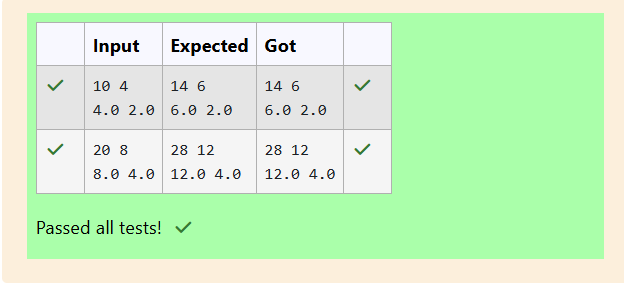 Input Expected Got
10 4 14 6 14 6
4.0 2.0 6.0 2.0 6.0 2.0
20 8 28 12 28 12
8.0 4.0 12.0 4.0 12.0 4.0
Passed all tests!